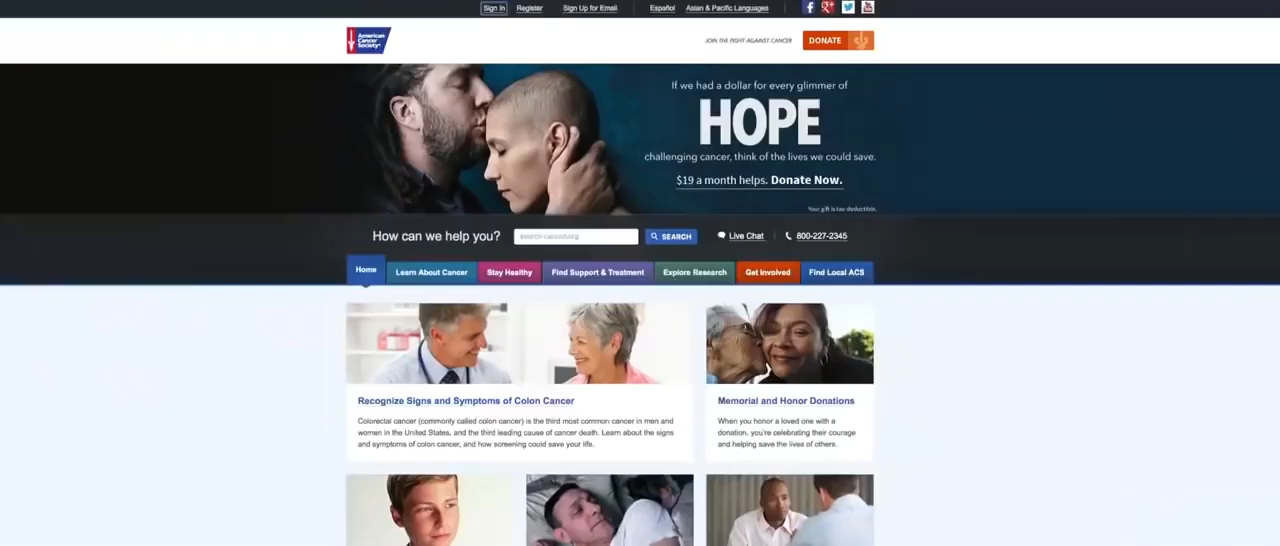 Sign In Register Sign Up for Email Español Asian & Pacific Languages
American
Cancer
Society
JOIN THE FIGHT AGAINST CANCER
DONATE
If we had a dollar for every glimmer of
HOPE
challenging cancer, think of the lives we could save.
$19 a month helps. Donate Now.
Your gift is tax deductible.
How can we help you? search cancer.org SEARCH Live Chat 800-227-2345
Home Learn About Cancer Stay Healthy Find Support & Treatment Explore Research Get Involved Find Local ACS
Recognize Signs and Symptoms of Colon Cancer
Colorectal cancer (commonly called colon cancer) is the third most common cancer in men and
women in the United States, and the third leading cause of cancer death. Learn about the signs
and symptoms of colon cancer, and how screening could save your life.
Memorial and Honor Donations
When you honor a loved one with a
donation, you're celebrating their courage
and helping save the lives of others.